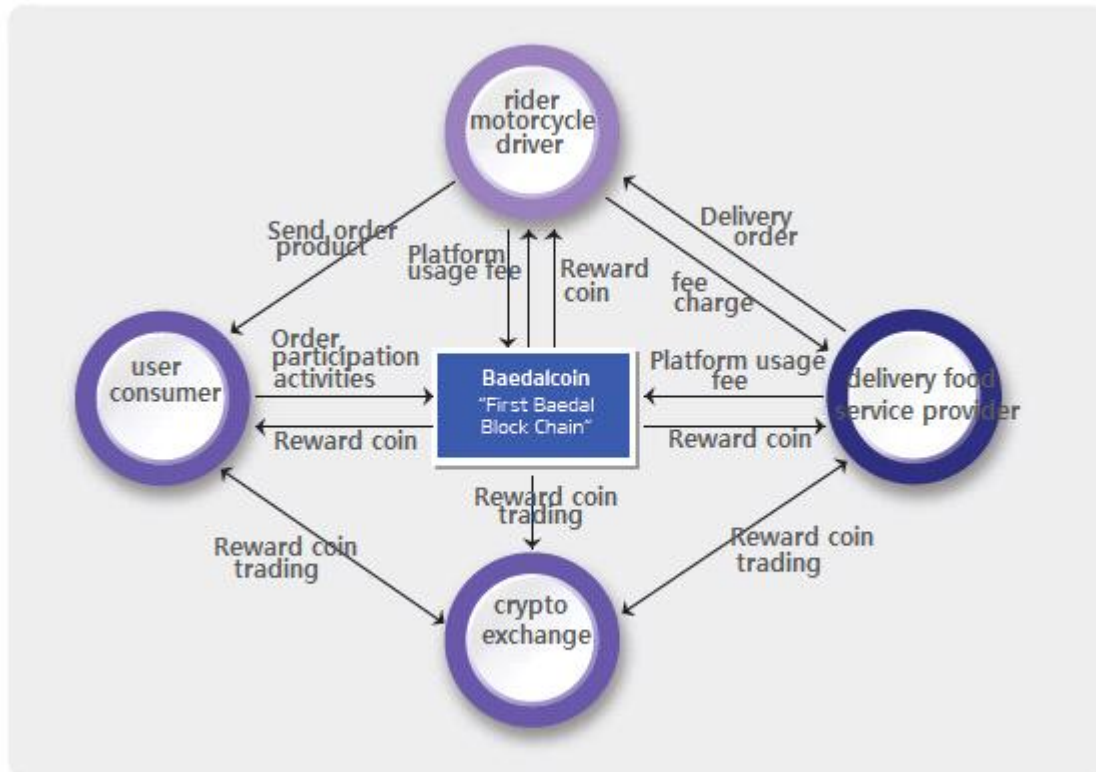 rider
motorcycle
driver
Send order
product
Platform
usage fee
Reward
coin
Delivery
order
fee
charge
user
consumer
Order
participation
activities
Reward coin
Baedalcoin
“First Baedal
Block Chain”
Platform usage
fee
Reward coin
delivery food
service provider
Reward coin
trading
Reward coin
trading
Reward coin
trading
crypto
exchange